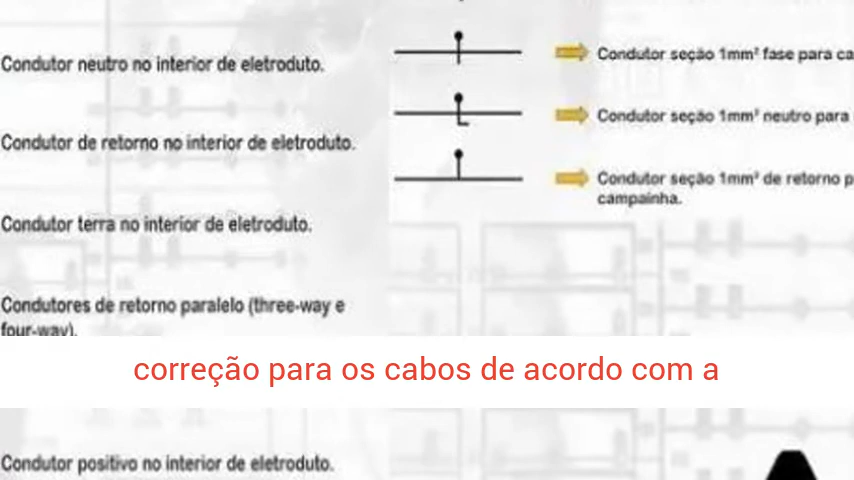 Condutor neutro no interior de eletroduto.
Condutor de retorno no interior de eletroduto.
Condutor terra no interior de eletroduto.
Condutores de retorno paralelo (three-way e
four-way).
Condutor seção 1mm² fase para ca
Condutor seção 1mm² neutro para
Condutor seção 1mm² de retorno p
campainha.
correção para os cabos de acordo com a
Condutor positivo no interior de eletroduto.